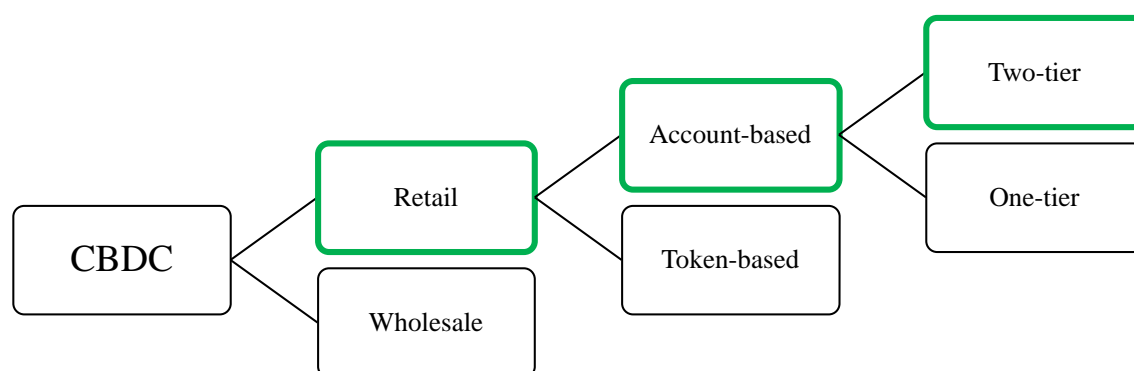 Two-tier
Account-based
Retail
One-tier
CBDC
Token-based
Wholesale